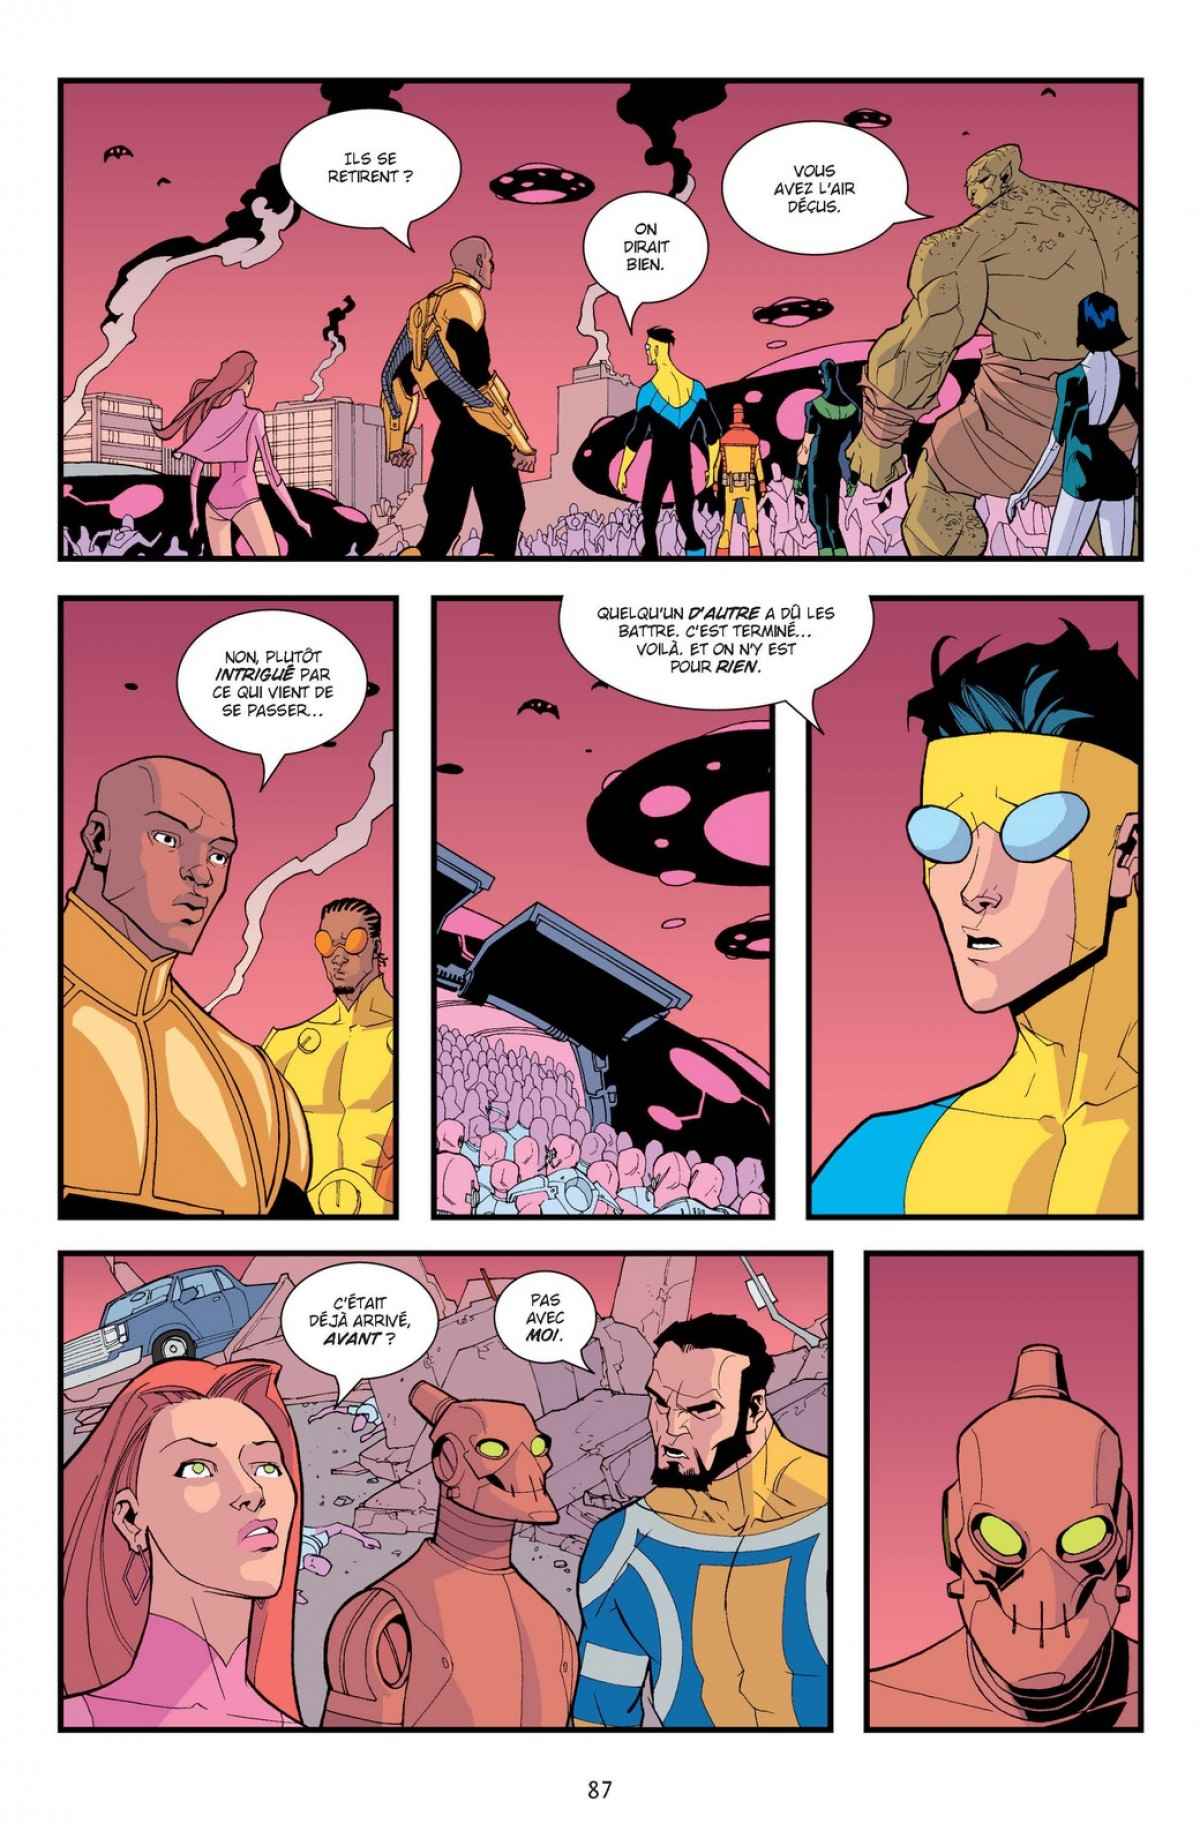 ILS SE
RETIRENT ?
ON
DIRAIT
BIEN.
VOUS
AVEZ L'AIR
DÉÇUS.
NON, PLUTÔT
INTRIGUÉ PAR
CE QUI VIENT DE
SE PASSER...
QUELQU'UN D'AUTRE A DÛ LES
BATTRE. C'EST TERMINÉ...
VOILÀ. ET ON N'Y EST
POUR RIEN.
C'ÉTAIT
DÉJÀ ARRIVÉ,
AVANT ?
PAS
AVEC
MOI.
87